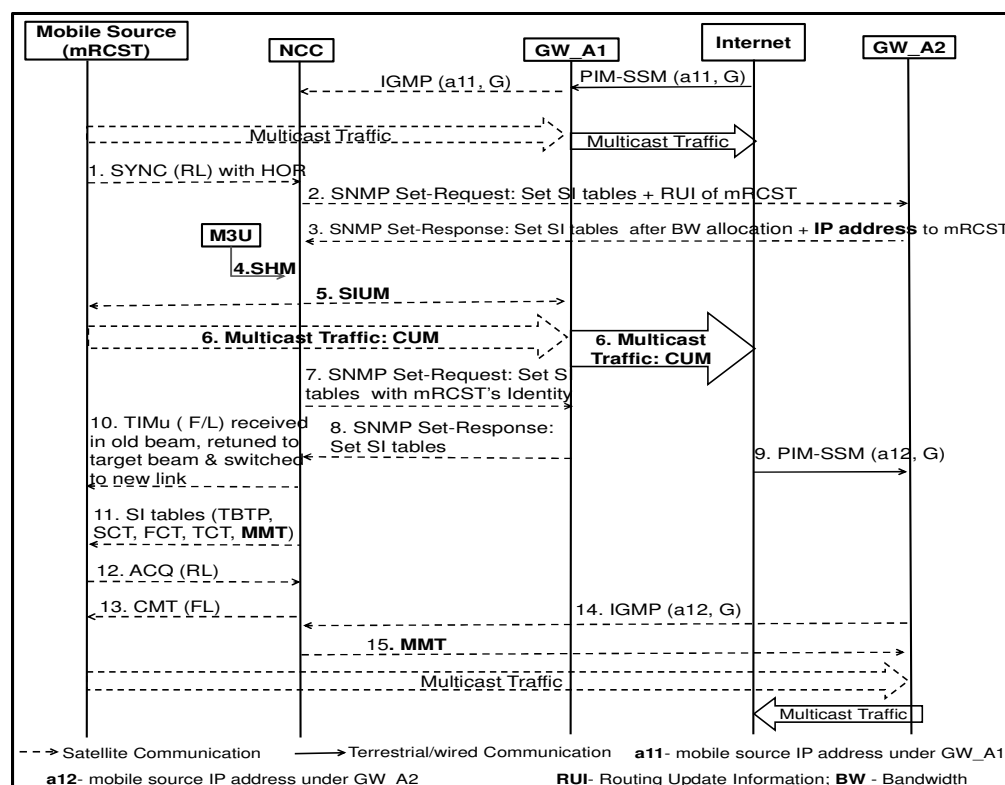 Mobile Source
(mRCST)
NCC
GW_A1
Internet
GW_A2
IGMP (a11, G)
PIM-SSM (a11, G)
Multicast Traffic
Multicast Traffic
1. SYNC (RL) with HOR
2. SNMP Set-Request: Set SI tables + RUI of mRCST
M3U
3. SNMP Set-Response: Set SI tables after BW allocation + IP address to mRCST
4.SHM
5. SIUM
6. Multicast Traffic: CUM
6. Multicast
Traffic: CUM
7. SNMP Set-Request: Set S
tables with mRCST's Identity
10. TIMu ( F/L) received
in old beam, retuned to
target beam & switched
to new link
8. SNMP Set-Response:
Set SI tables
9. PIM-SSM (a12, G)
11. SI tables (TBTP,
SCT, FCT, TCT, MMT)
12. ACQ (RL)
13. CMT (FL)
14. IGMP (a12, G)
15. MMT
Multicast Traffic
Multicast Traffic
Satellite Communication
Terrestrial/wired Communication
a11- mobile source IP address under GW_A1
a12- mobile source IP address under GW_A2
RUI- Routing Update Information; BW - Bandwidth